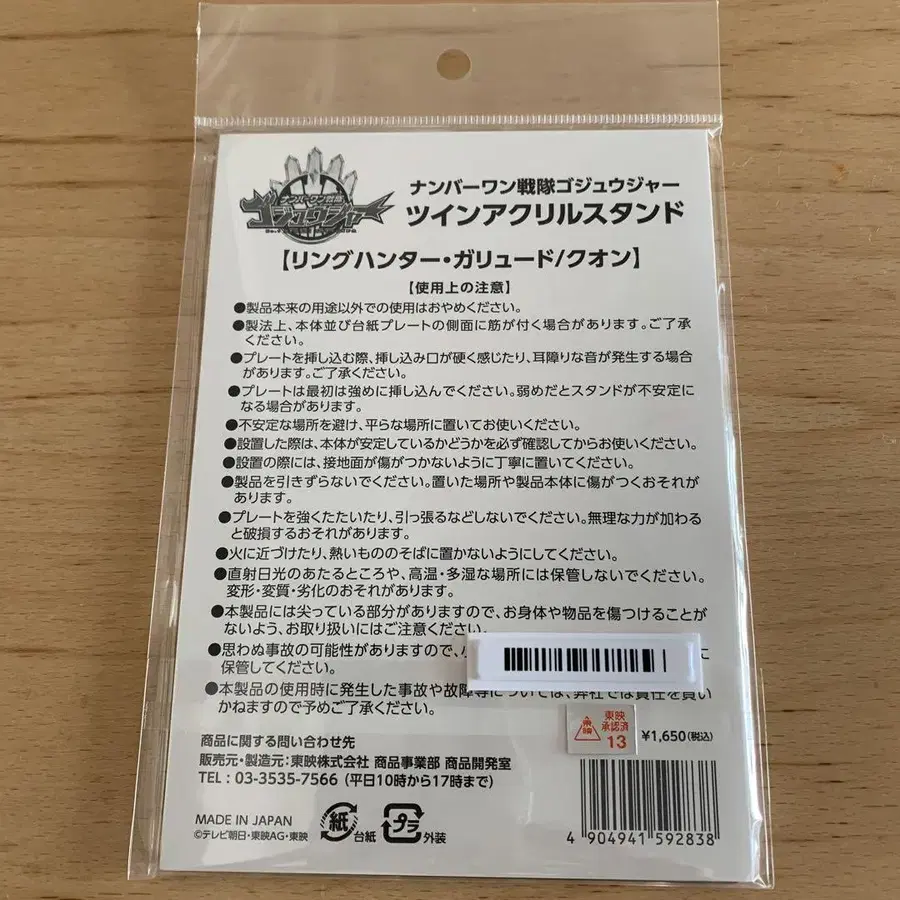 ナンバーワン戦隊
ゴジュウジャー
ナンバーワン戦隊ゴジュウジャー
ツインアクリルスタンド
【リングハンター・ガリュード/クオン】
【使用上の注意】
●製品本来の用途以外での使用はおやめください。
●製法上、本体並び台紙プレートの側面に筋が付く場合があります。ご了承
ください。
●プレートを挿し込む際、挿し込み口が硬く感じたり、耳障りな音が発生する場合
があります。ご了承ください。
●プレートは最初は強めに挿し込んでください。弱めだとスタンドが不安定に
なる場合があります。
●不安定な場所を避け、平らな場所に置いてお使いください。
●設置した際は、本体が安定しているかどうかを必ず確認してからお使いください。
●設置の際には、接地面が傷がつかないように丁寧に置いてください。
●製品を引きずらないでください。置いた場所や製品本体に傷がつくおそれが
あります。
●プレートを強くたたいたり、引っ張るなどしないでください。無理な力が加わる
と破損するおそれがあります。
●火に近づけたり、熱いもののそばに置かないようにしてください。
●直射日光のあたるところや、高温・多湿な場所には保管しないでください。
変形・変質・劣化のおそれがあります。
●本製品には尖っている部分がありますので、お身体や物品を傷つけることが
ないよう、お取り扱いにはご注意ください。
●思わぬ事故の可能性がありますので、 に
保管してください。
●本製品の使用時に発生した事故や故障等については、弊社では責任を負い
かねますので予めご了承ください。
東映
東映
承認済
13
¥1,650(税込)
商品に関する問い合わせ先
販売元・製造元:東映株式会社 商品事業部 商品開発室
TEL : 03-3535-7566 (平日10時から17時まで)
MADE IN JAPAN
©テレビ朝日・東映AG・東映
紙
台紙
プラ
外装
4 904941 592838